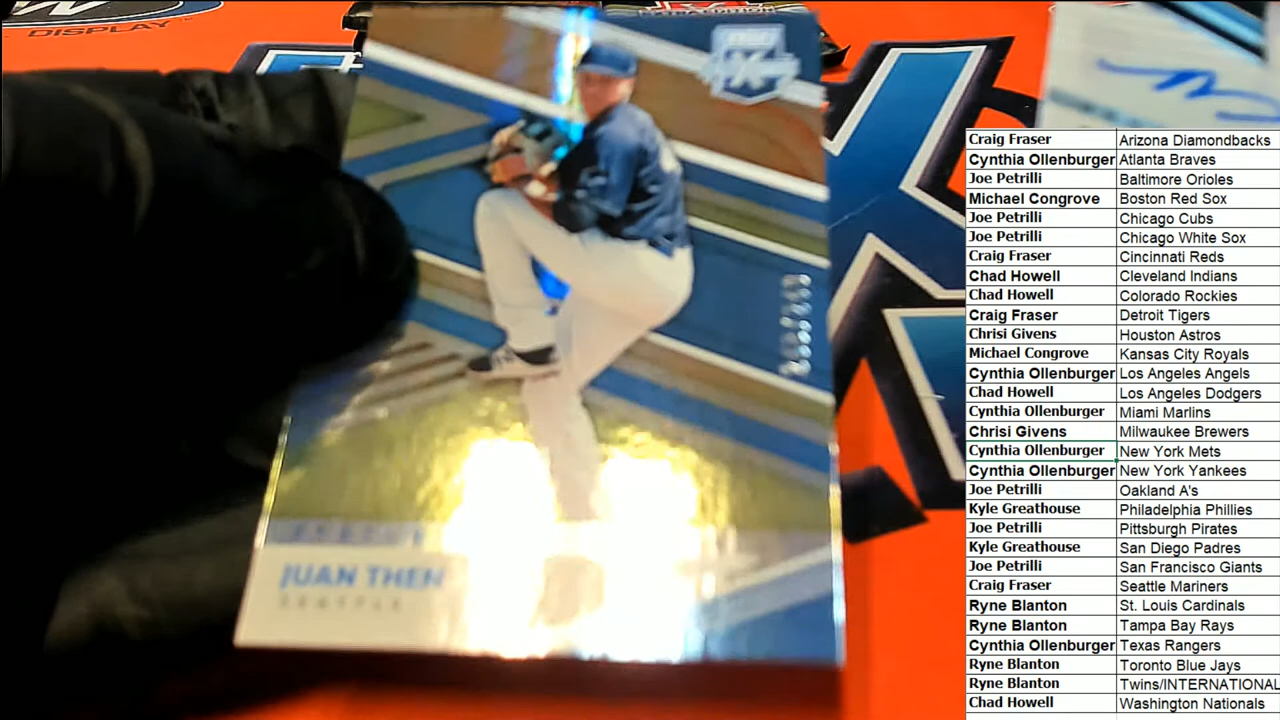 DISPLAY
X
JUAN THEN
SEATTLE
Craig Fraser Arizona Diamondbacks
Cynthia Ollenburger Atlanta Braves
Joe Petrilli Baltimore Orioles
Michael Congrove Boston Red Sox
Joe Petrilli Chicago Cubs
Joe Petrilli Chicago White Sox
Craig Fraser Cincinnati Reds
Chad Howell Cleveland Indians
Chad Howell Colorado Rockies
Craig Fraser Detroit Tigers
Chrisi Givens Houston Astros
Michael Congrove Kansas City Royals
Cynthia Ollenburger Los Angeles Angels
Chad Howell Los Angeles Dodgers
Cynthia Ollenburger Miami Marlins
Chrisi Givens Milwaukee Brewers
Cynthia Ollenburger New York Mets
Cynthia Ollenburger New York Yankees
Joe Petrilli Oakland A's
Kyle Greathouse Philadelphia Phillies
Joe Petrilli Pittsburgh Pirates
Kyle Greathouse San Diego Padres
Joe Petrilli San Francisco Giants
Craig Fraser Seattle Mariners
Ryne Blanton St. Louis Cardinals
Ryne Blanton Tampa Bay Rays
Cynthia Ollenburger Texas Rangers
Ryne Blanton Toronto Blue Jays
Ryne Blanton Twins/INTERNATIONAL
Chad Howell Washington Nationals